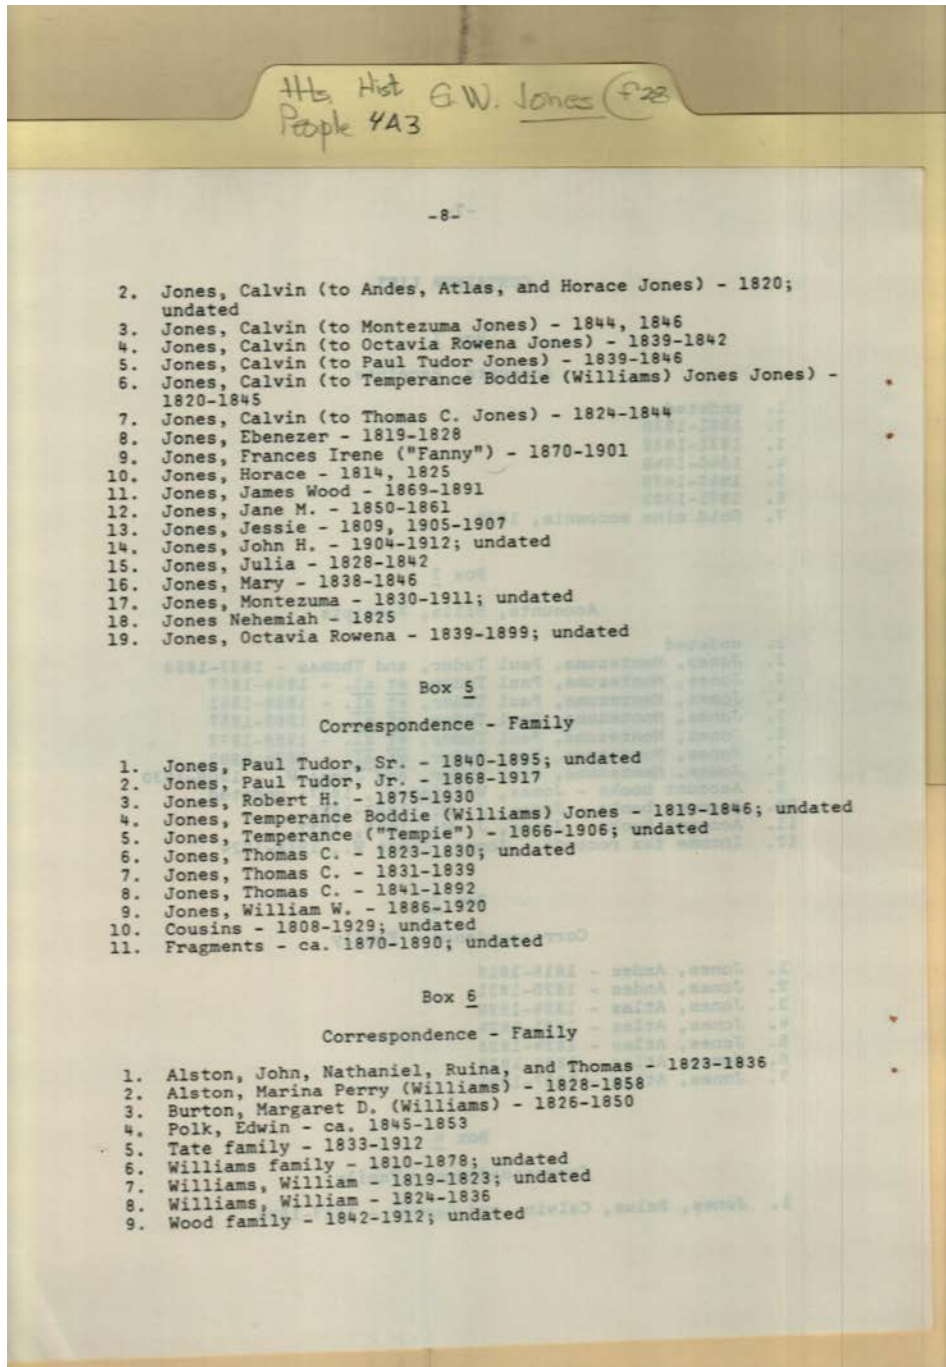 Hist G.W. Jones (f28
People 4A3
-8-
2. Jones, Calvin (to Andes, Atlas, and Horace Jones) - 1820;
undated
3. Jones, Calvin (to Montezuma Jones) - 1844, 1846
4. Jones, Calvin (to Octavia Rowena Jones) - 1839-1842
5. Jones, Calvin (to Paul Tudor Jones) - 1839-1846
6. Jones, Calvin (to Temperance Boddie (Williams) Jones Jones) -
1820-1845
7. Jones, Calvin (to Thomas C. Jones) - 1824-1844
8. Jones, Ebenezer - 1819-1828
9. Jones, Frances Irene ("Fanny") - 1870-1901
10. Jones, Horace - 1814, 1825
11. Jones, James Wood - 1869-1891
12. Jones, Jane M. - 1850-1861
13. Jones, Jessie - 1809, 1905-1907
14. Jones, John H. - 1904-1912; undated
15. Jones, Julia - 1828-1842
16. Jones, Mary - 1838-1846
17. Jones, Montezuma - 1830-1911; undated
18. Jones Nehemiah - 1825
19. Jones, Octavia Rowena - 1839-1899; undated
Box 5
Correspondence - Family
1. Jones, Paul Tudor, Sr. - 1840-1895; undated
2. Jones, Paul Tudor, Jr. - 1868-1917
3. Jones, Robert H. - 1875-1930
4. Jones, Temperance Boddie (Williams) Jones - 1819-1846; undated
5. Jones, Temperance ("Tempie") - 1866-1906; undated
6. Jones, Thomas C. - 1823-1830; undated
7. Jones, Thomas C. - 1831-1839
8. Jones, Thomas C. - 1841-1892
9. Jones, William W. - 1886-1920
10. Cousins - 1808-1929; undated
11. Fragments - ca. 1870-1890; undated
Box 6
Correspondence - Family
1. Alston, John, Nathaniel, Ruina, and Thomas - 1823-1836
2. Alston, Marina Perry (Williams) - 1828-1858
3. Burton, Margaret D. (Williams) - 1826-1850
4. Polk, Edwin - ca. 1845-1853
5. Tate family - 1833-1912
6. Williams family - 1810-1878; undated
7. Williams, William - 1819-1823; undated
8. Williams, William - 1824-1836
9. Wood family - 1842-1912; undated